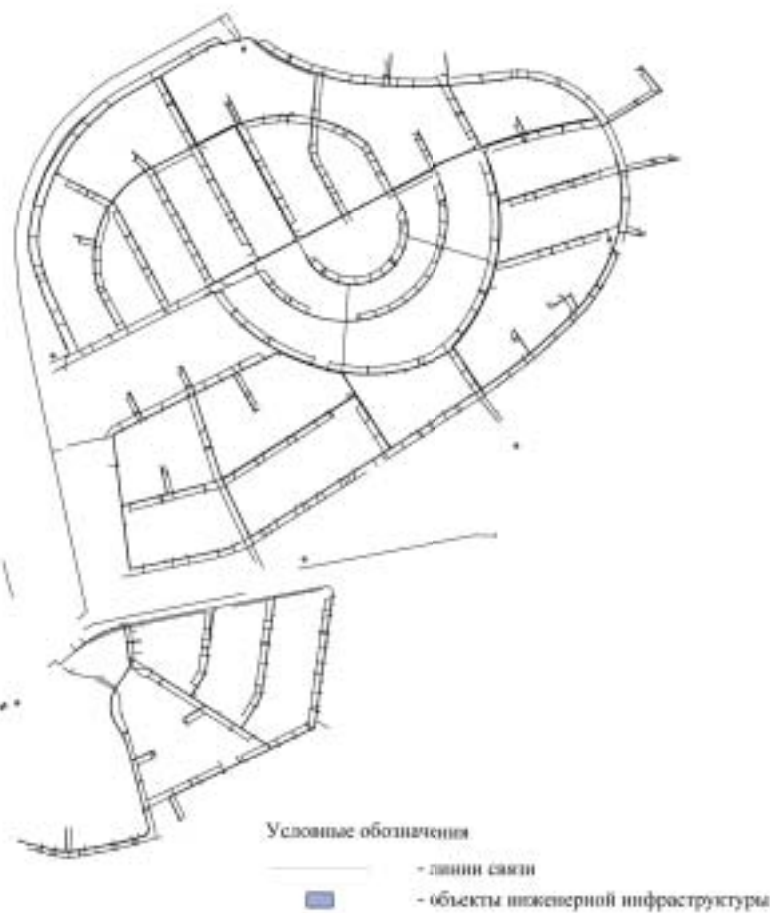 Условные обозначения
- линии связи
- объекты инженерной инфраструктуры